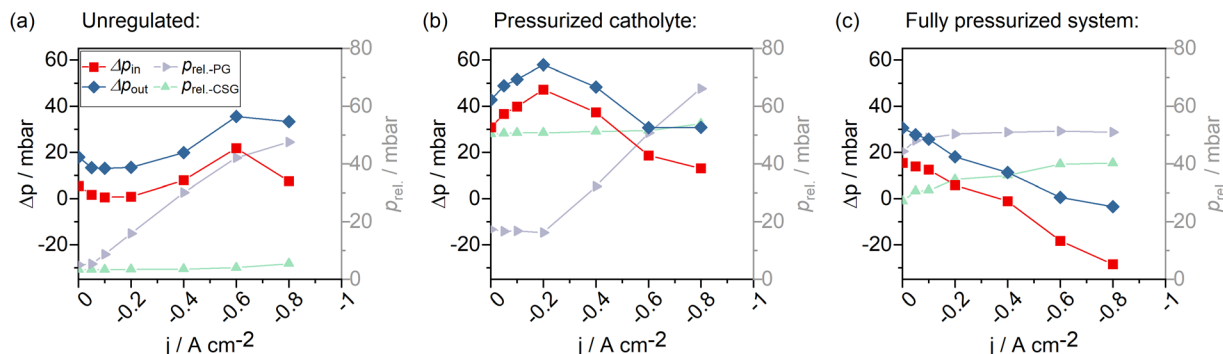 (a) Unregulated:
(b) Pressurized catholyte:
(c) Fully pressurized system:
Δp / mbar
60
40
20
0
-20
Δp_in
Δp_out
p_rel.-PG
p_rel.-CSG
80
60
40
20
0
p_rel. / mbar
0 -0.2 -0.4 -0.6 -0.8 -1
j / A cm⁻²
Δp / mbar
60
40
20
0
-20
80
60
40
20
0
p_rel. / mbar
0 -0.2 -0.4 -0.6 -0.8 -1
j / A cm⁻²
Δp / mbar
60
40
20
0
-20
80
60
40
20
0
p_rel. / mbar
0 -0.2 -0.4 -0.6 -0.8 -1
j / A cm⁻²